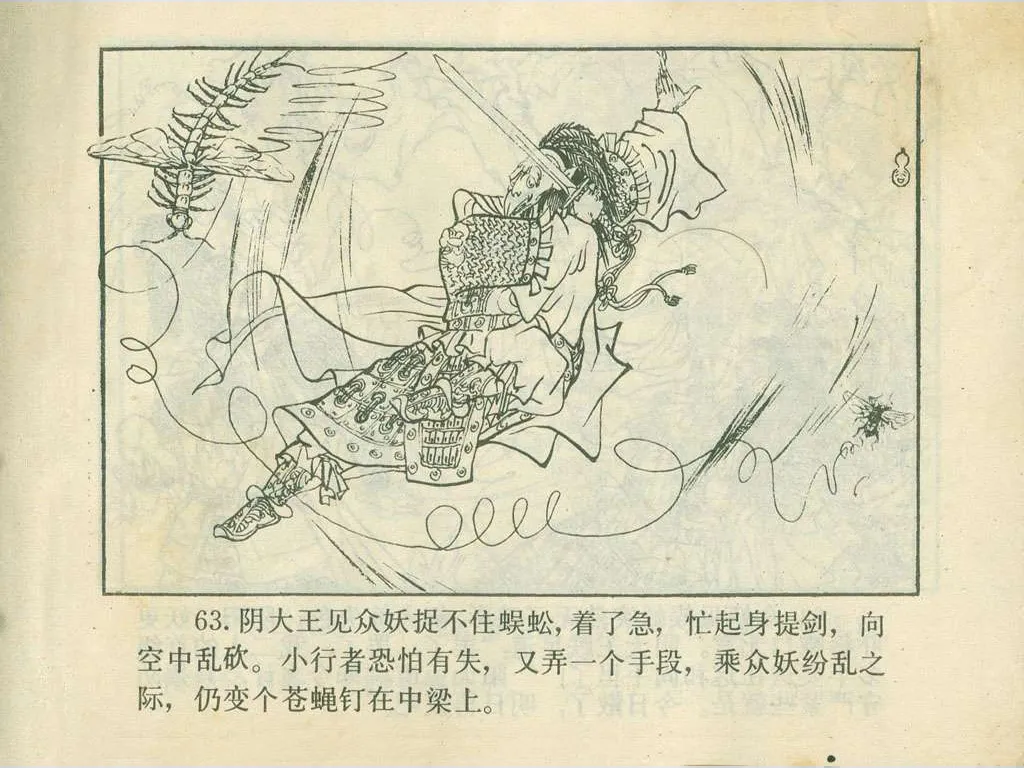 63. 阴大王见众妖捉不住蜈蚣，着了急，忙起身提剑，向
空中乱砍。小行者恐怕有失，又弄一个手段，乘众妖纷乱之
际，仍变个苍蝇钉在中梁上。